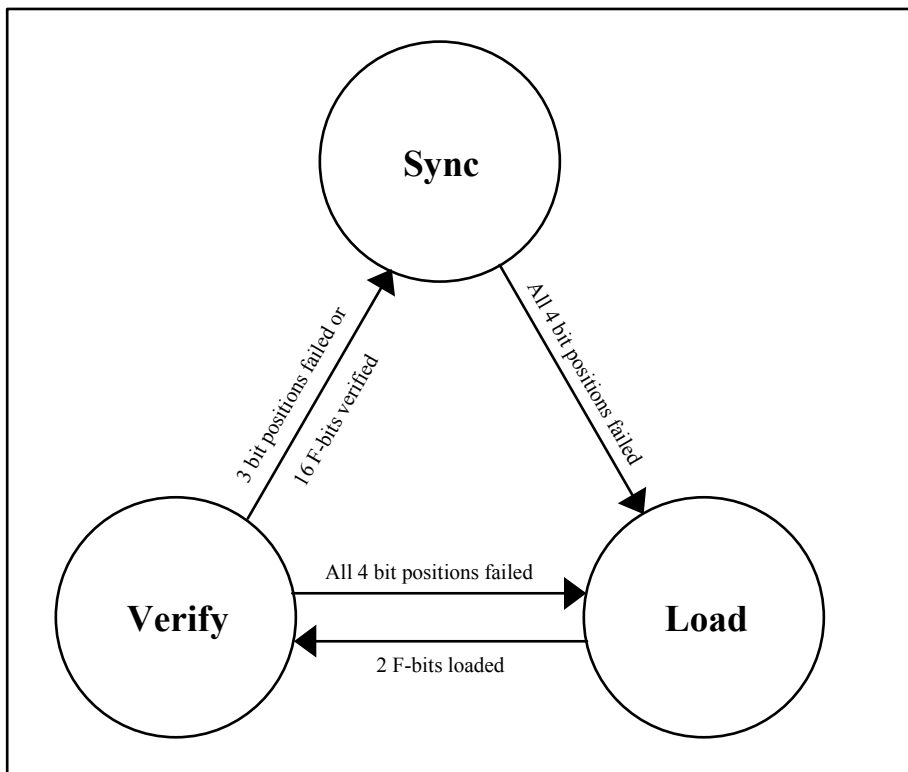 Sync
3 bit positions failed or
16 F-bits verified
All 4 bit positions failed
All 4 bit positions failed
Verify
Load
2 F-bits loaded